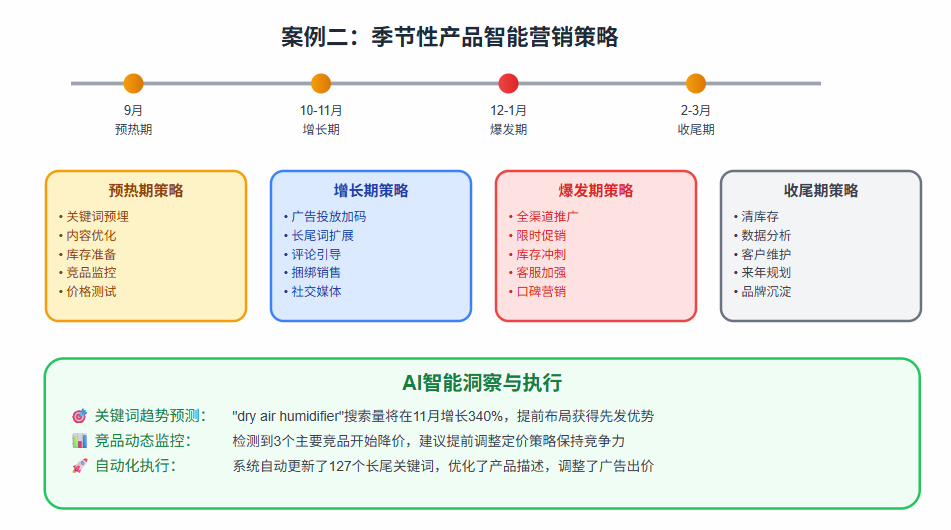 案例二：季节性产品智能营销策略
9月
预热期
10-11月
增长期
12-1月
爆发期
2-3月
收尾期
预热期策略
• 关键词预埋
• 内容优化
• 库存准备
• 竞品监控
• 价格测试
增长期策略
• 广告投放加码
• 长尾词扩展
• 评论引导
• 捆绑销售
• 社交媒体
爆发期策略
• 全渠道推广
• 限时促销
• 库存冲刺
• 客服加强
• 口碑营销
收尾期策略
• 清库存
• 数据分析
• 客户维护
• 来年规划
• 品牌沉淀
AI智能洞察与执行
关键词趋势预测： "dry air humidifier"搜索量将在11月增长340%，提前布局获得先发优势
竞品动态监控： 检测到3个主要竞品开始降价，建议提前调整定价策略保持竞争力
自动化执行： 系统自动更新了127个长尾关键词，优化了产品描述，调整了广告出价